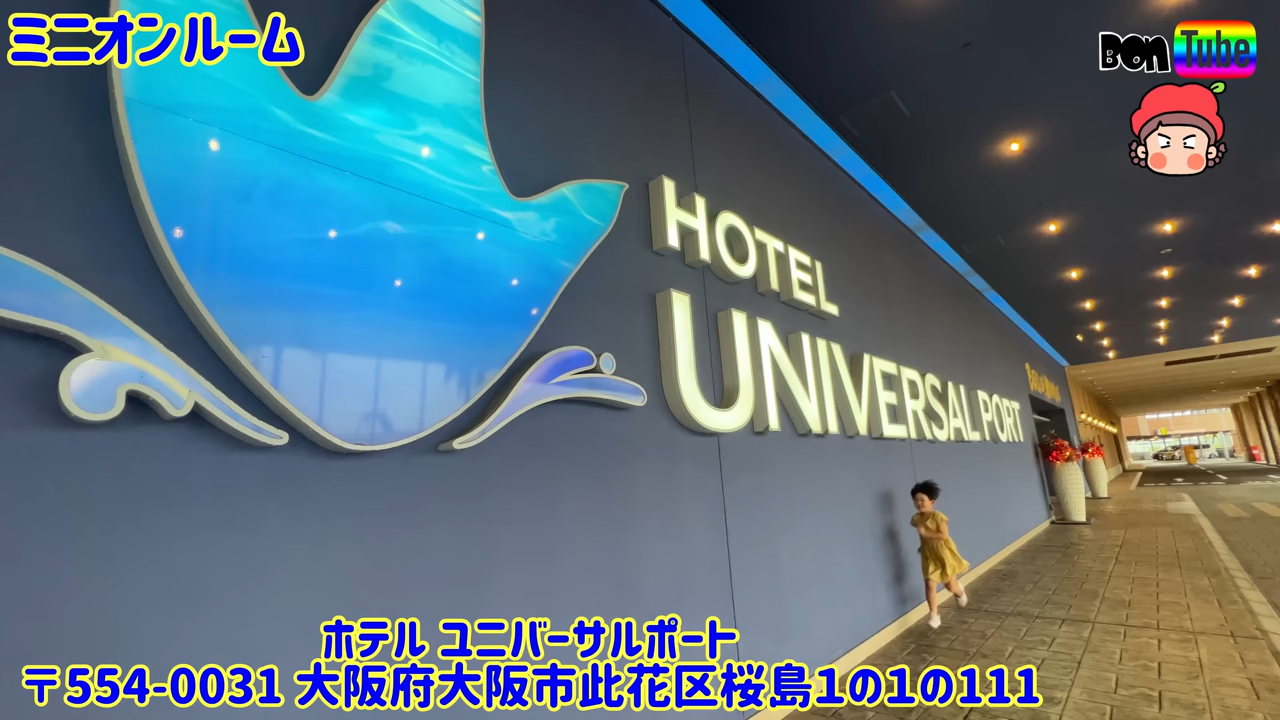 ミニオンルーム
BON Tube
HOTEL
UNIVERSAL PORT
ホテル ユニバーサルポート
〒554-0031 大阪府大阪市此花区桜島1の1の111